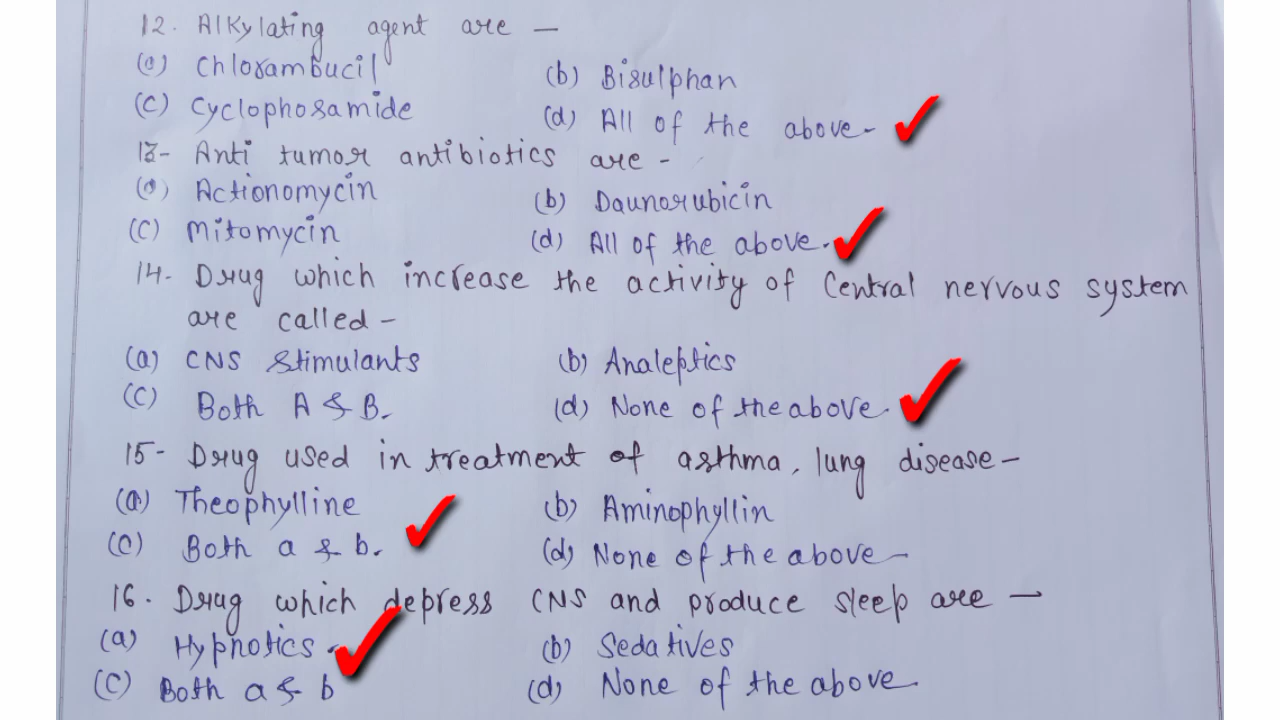 12. Alkylating agent are -
(a) Chlorambucil (b) Bisulphan
(c) Cyclophosamide (d) All of the above-
13- Anti tumor antibiotics are -
(a) Actionomycin (b) Daunorubicin
(c) Mitomycin (d) All of the above.
14- Drug which increase the activity of Central nervous system
are called -
(a) CNS Stimulants (b) Analeptics
(c) Both A & B. (d) None of the above.
15- Drug used in treatment of asthma, lung disease -
(a) Theophylline (b) Aminophyllin
(c) Both a & b. (d) None of the above -
16. Drug which depress CNS and produce sleep are -
(a) Hypnotics - (b) Sedatives
(c) Both a & b (d) None of the above.